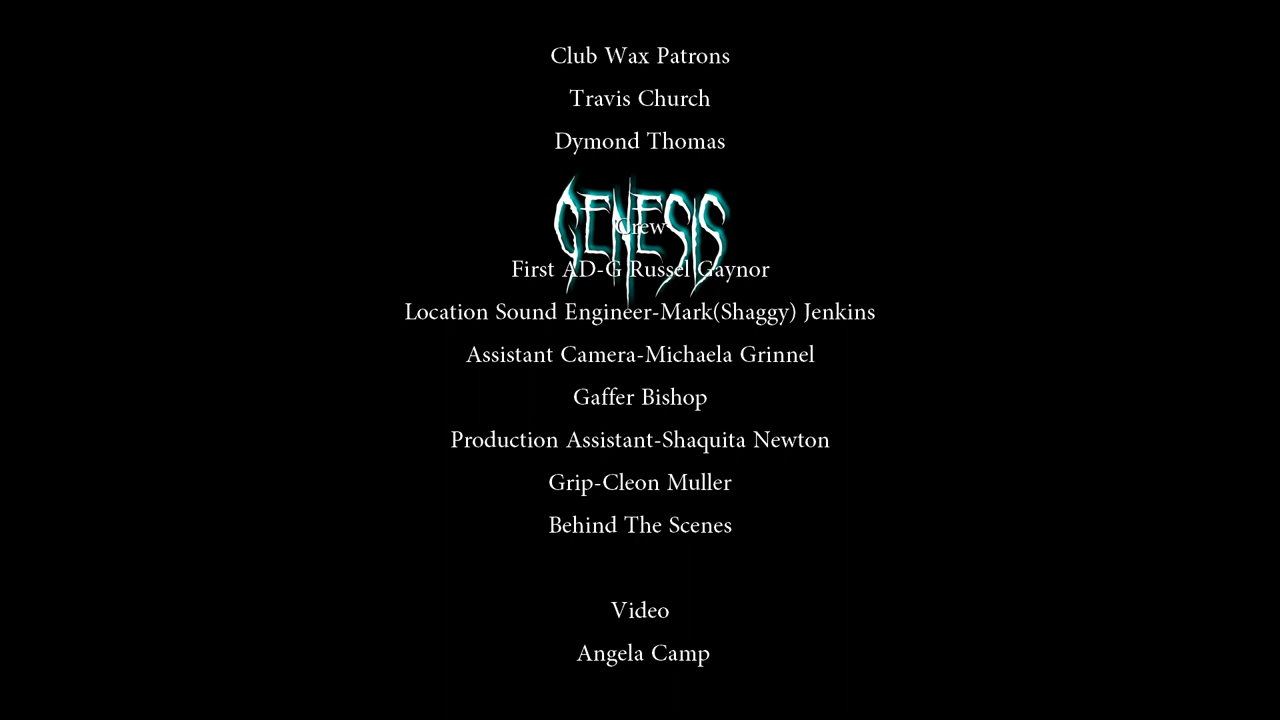 Club Wax Patrons
Travis Church
Dymond Thomas
GENESIS
Crew
First AD-G Russel Gaynor
Location Sound Engineer-Mark(Shaggy) Jenkins
Assistant Camera-Michaela Grinnel
Gaffer Bishop
Production Assistant-Shaquita Newton
Grip-Cleon Muller
Behind The Scenes
Video
Angela Camp